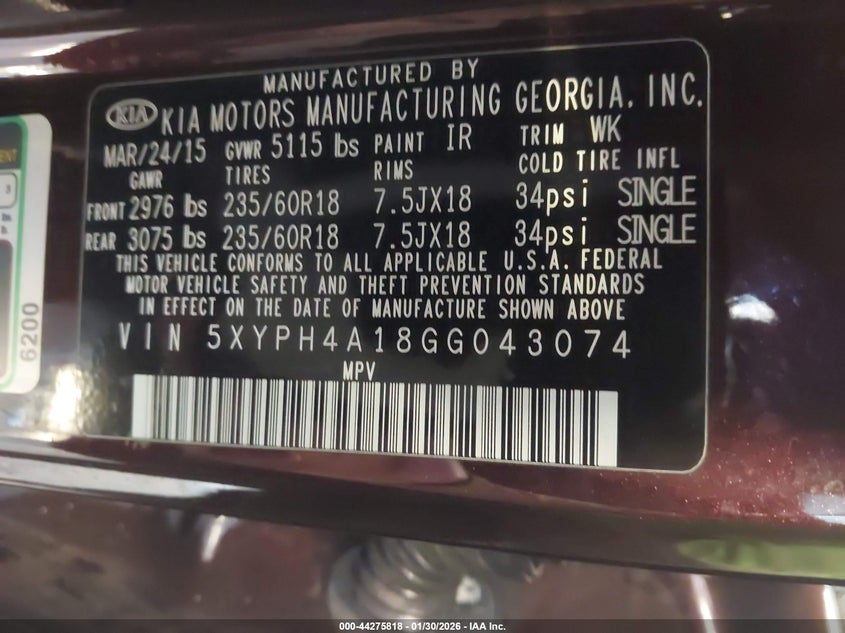 MANUFACTURED BY
KIA KIA MOTORS MANUFACTURING GEORGIA, INC.
MAR/24/15 GVWR 5115 lbs PAINT IR TRIM WK
GAWR TIRES RIMS COLD TIRE INFL
FRONT 2976 lbs 235/60R18 7.5JX18 34psi SINGLE
REAR 3075 lbs 235/60R18 7.5JX18 34psi SINGLE
THIS VEHICLE CONFORMS TO ALL APPLICABLE U.S.A. FEDERAL
MOTOR VEHICLE SAFETY AND THEFT PREVENTION STANDARDS
IN EFFECT ON THE DATE OF MANUFACTURE SHOWN ABOVE
VIN 5XYPH4A18GG043074
MPV
6200
000-44275818 - 01/30/2026 - IAA Inc.